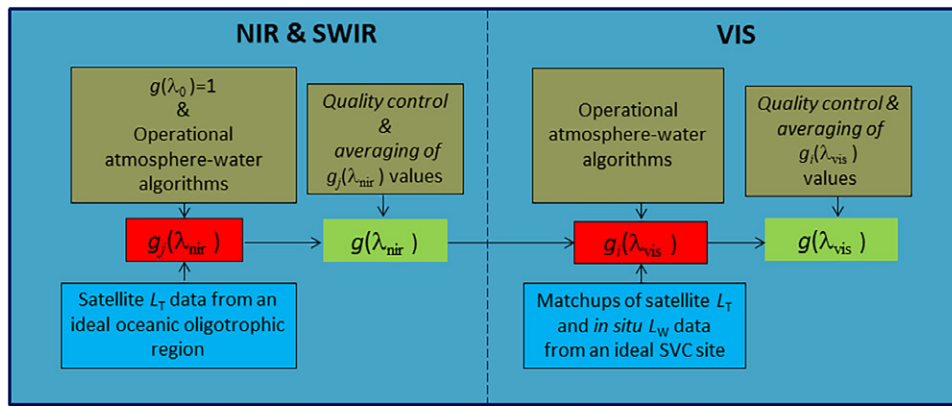 NIR & SWIR
g(λ₀)=1
&
Operational
atmosphere-water
algorithms
Quality control
&
averaging of
gⱼ(λnir) values
gⱼ(λnir)
g(λnir)
Satellite LT data from an
ideal oceanic oligotrophic
region
VIS
Operational
atmosphere-water
algorithms
Quality control &
averaging of
gᵢ(λvis)
values
gᵢ(λvis)
g(λvis)
Matchups of satellite LT
and in situ LW data
from an ideal SVC site